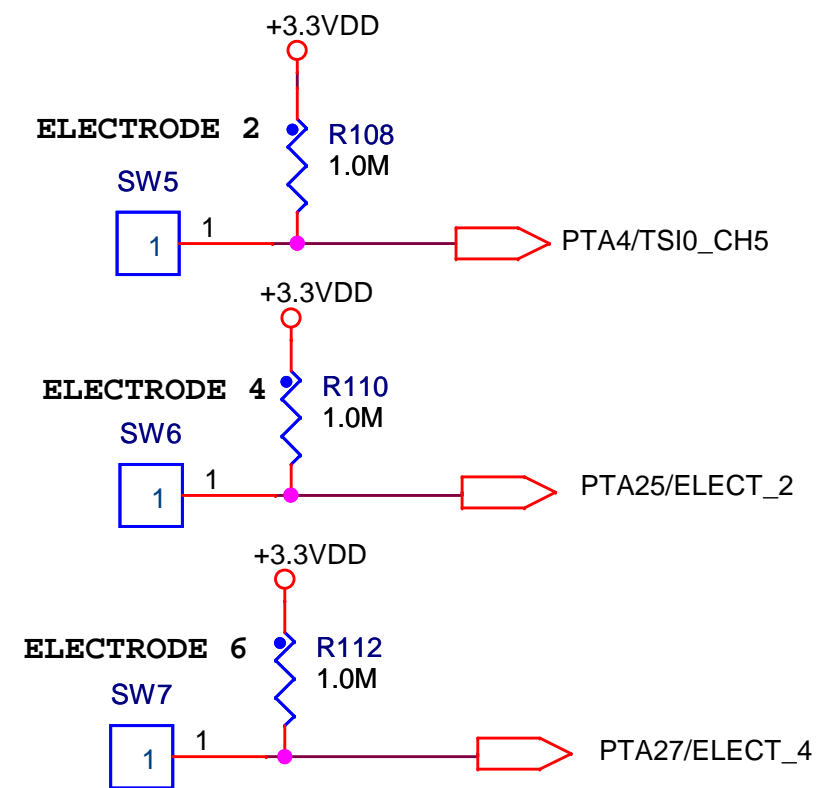 +3.3VDD
ELECTRODE 2
R108
1.0M
SW5
1
1
PTA4/TSI0_CH5
+3.3VDD
ELECTRODE 4
R110
1.0M
SW6
1
1
PTA25/ELECT_2
+3.3VDD
ELECTRODE 6
R112
1.0M
SW7
1
1
PTA27/ELECT_4